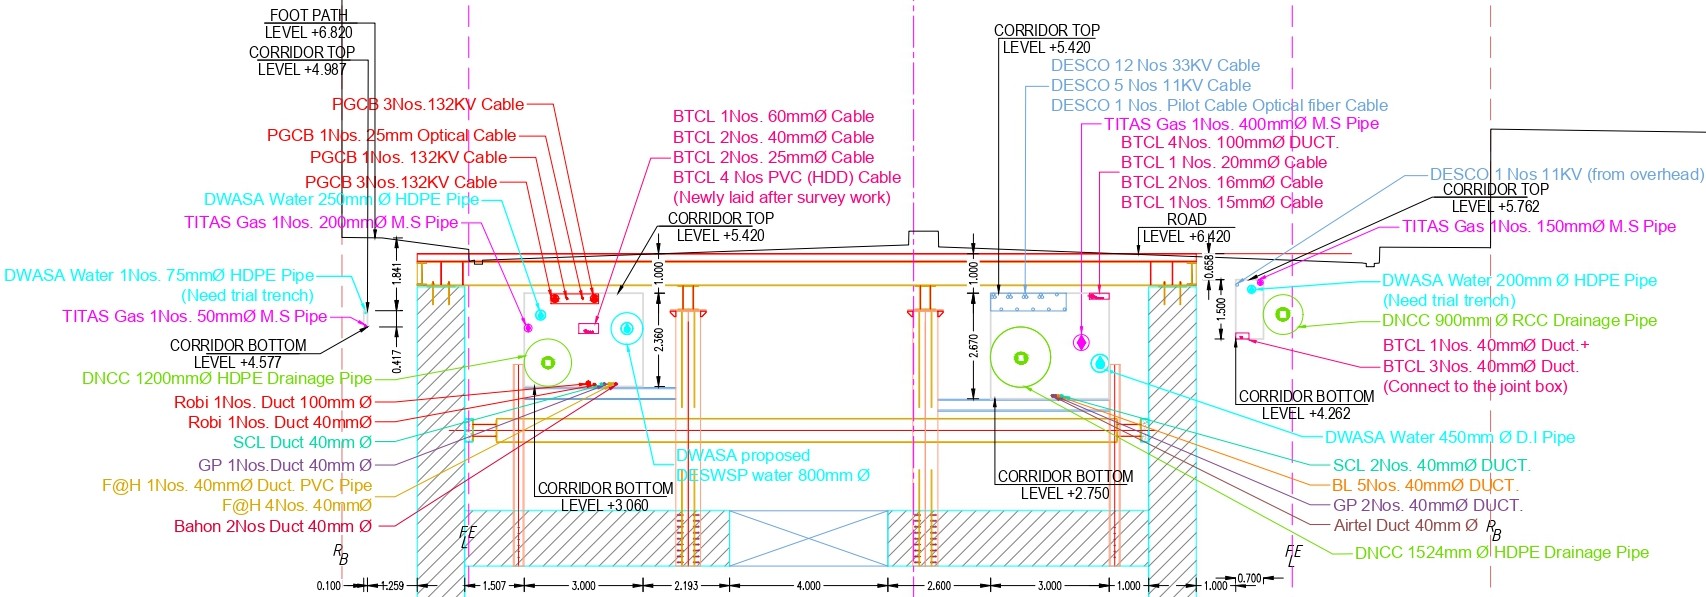 FOOT PATH
LEVEL +6.820
CORRIDOR TOP
LEVEL +4.987
PGCB 3Nos.132KV Cable
PGCB 1Nos. 25mm Optical Cable
PGCB 1Nos. 132KV Cable
PGCB 3Nos.132KV Cable
DWASA Water 250mm Ø HDPE Pipe
TITAS Gas 1Nos. 200mmØ M.S Pipe
DWASA Water 1Nos. 75mmØ HDPE Pipe
(Need trial trench)
TITAS Gas 1Nos. 50mmØ M.S Pipe
CORRIDOR BOTTOM
LEVEL +4.577
DNCC 1200mmØ HDPE Drainage Pipe
Robi 1Nos. Duct 100mm Ø
Robi 1Nos. Duct 40mmØ
SCL Duct 40mm Ø
GP 1Nos.Duct 40mm Ø
F@H 1Nos. 40mmØ Duct. PVC Pipe
F@H 4Nos. 40mmØ
Bahon 2Nos Duct 40mm Ø
1.841
0.417
BTCL 1Nos. 60mmØ Cable
BTCL 2Nos. 40mmØ Cable
BTCL 2Nos. 25mmØ Cable
BTCL 4 Nos PVC (HDD) Cable
(Newly laid after survey work)
CORRIDOR TOP
LEVEL +5.420
1.000
2.360
DWASA proposed
DESWSP water 800mm Ø
CORRIDOR BOTTOM
LEVEL +3.060
CORRIDOR TOP
LEVEL +5.420
DESCO 12 Nos 33KV Cable
DESCO 5 Nos 11KV Cable
DESCO 1 Nos. Pilot Cable Optical fiber Cable
TITAS Gas 1Nos. 400mmØ M.S Pipe
BTCL 4Nos. 100mmØ DUCT.
BTCL 1 Nos. 20mmØ Cable
BTCL 2Nos. 16mmØ Cable
BTCL 1Nos. 15mmØ Cable
ROAD
LEVEL +6.420
1.000
2.670
0.658
1.500
CORRIDOR BOTTOM
LEVEL +2.750
DESCO 1 Nos 11KV (from overhead)
CORRIDOR TOP
LEVEL +5.762
TITAS Gas 1Nos. 150mmØ M.S Pipe
DWASA Water 200mm Ø HDPE Pipe
(Need trial trench)
DNCC 900mm Ø RCC Drainage Pipe
BTCL 1Nos. 40mmØ Duct.+
BTCL 3Nos. 40mmØ Duct.
(Connect to the joint box)
CORRIDOR BOTTOM
LEVEL +4.262
DWASA Water 450mm Ø D.I Pipe
SCL 2Nos. 40mmØ DUCT.
BL 5Nos. 40mmØ DUCT.
GP 2Nos. 40mmØ DUCT.
Airtel Duct 40mm Ø
DNCC 1524mm Ø HDPE Drainage Pipe
R
B
FE
L
FE
L
R
B
0.100 1.259 1.507 3.000 2.193 4.000 2.600 3.000 1.000 1.000 0.700